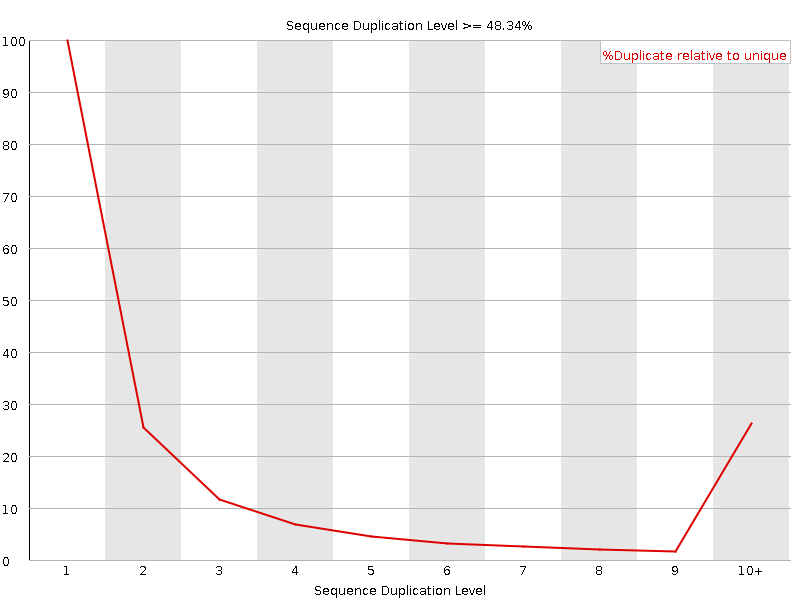 Sequence Duplication Level >= 48.34%
%Duplicate relative to unique
100
90
80
70
60
50
40
30
20
10
0
1 2 3 4 5 6 7 8 9 10+
Sequence Duplication Level